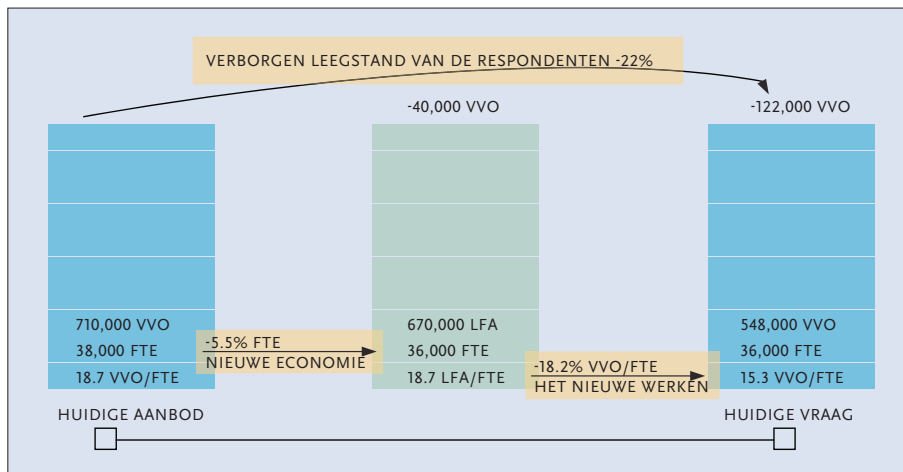 VERBORGEN LEEGSTAND VAN DE RESPONDENTEN -22%
-40,000 VVO
-122,000 VVO
710,000 VVO
38,000 FTE
18.7 VVO/FTE
-5.5% FTE
NIEUWE ECONOMIE
670,000 LFA
36,000 FTE
18.7 LFA/FTE
-18.2% VVO/FTE
HET NIEUWE WERKEN
548,000 VVO
36,000 FTE
15.3 VVO/FTE
HUIDIGE AANBOD
HUIDIGE VRAAG